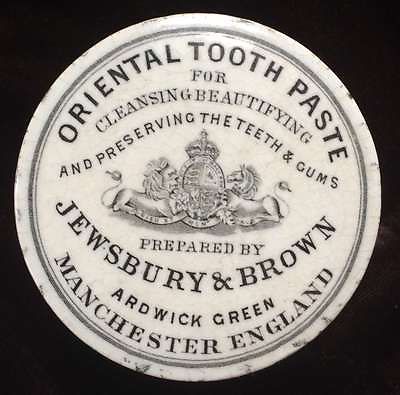 ORIENTAL TOOTH PASTE
FOR
CLEANSING BEAUTIFYING
AND PRESERVING THE TEETH & GUMS
PREPARED BY
JEWSBURY & BROWN
ARDWICK GREEN
MANCHESTER ENGLAND